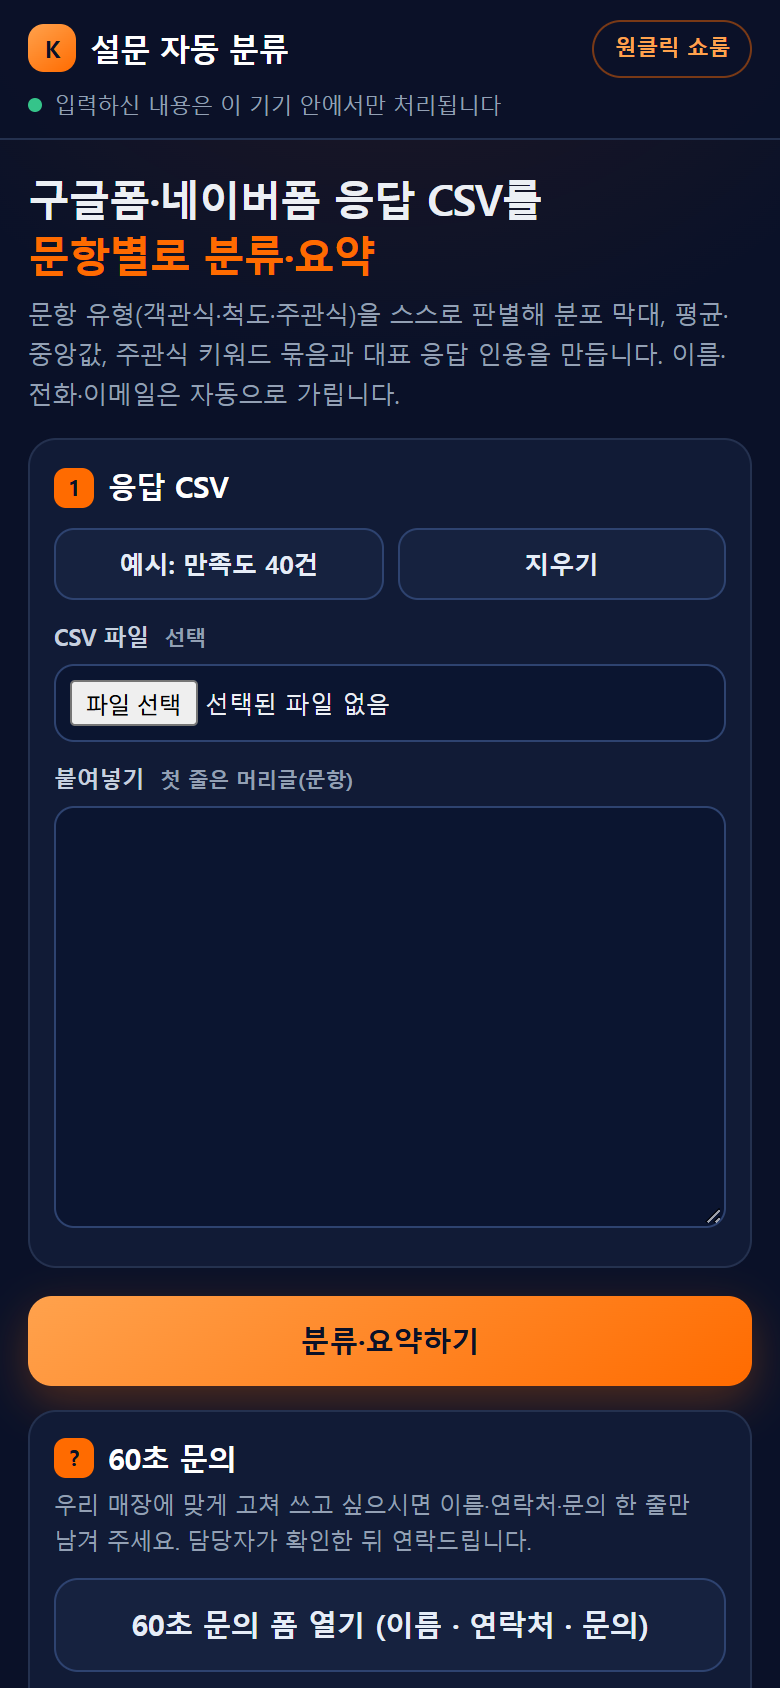 K 설문 자동 분류 원클릭 쇼룸
입력하신 내용은 이 기기 안에서만 처리됩니다
구글폼·네이버폼 응답 CSV를
문항별로 분류·요약
문항 유형(객관식·척도·주관식)을 스스로 판별해 분포 막대, 평균·
중앙값, 주관식 키워드 묶음과 대표 응답 인용을 만듭니다. 이름·
전화·이메일은 자동으로 가립니다.
1 응답 CSV
예시: 만족도 40건 지우기
CSV 파일 선택
파일 선택 선택된 파일 없음
붙여넣기 첫 줄은 머리글(문항)
분류·요약하기
? 60초 문의
우리 매장에 맞게 고쳐 쓰고 싶으시면 이름·연락처·문의 한 줄만
남겨 주세요. 담당자가 확인한 뒤 연락드립니다.
60초 문의 폼 열기 (이름 · 연락처 · 문의)